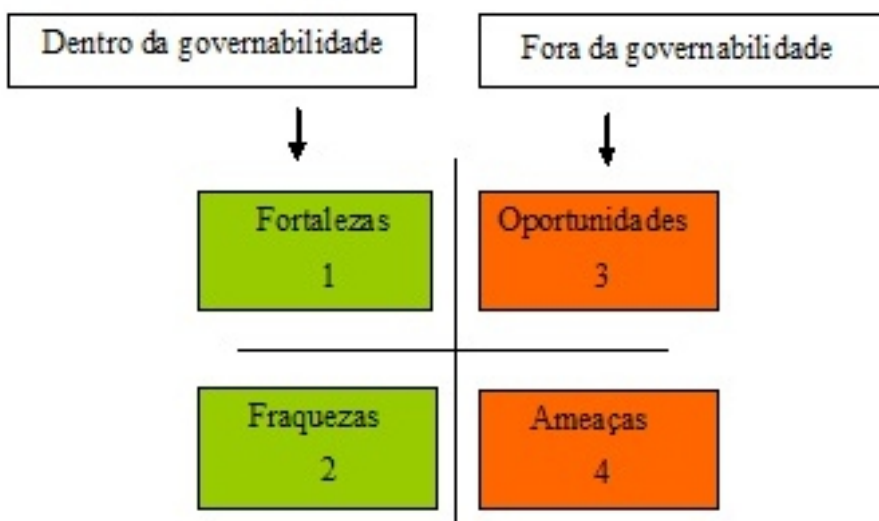 Dentro da governabilidade
Fora da governabilidade
Fortalezas
1
Oportunidades
3
Fraquezas
2
Ameaças
4